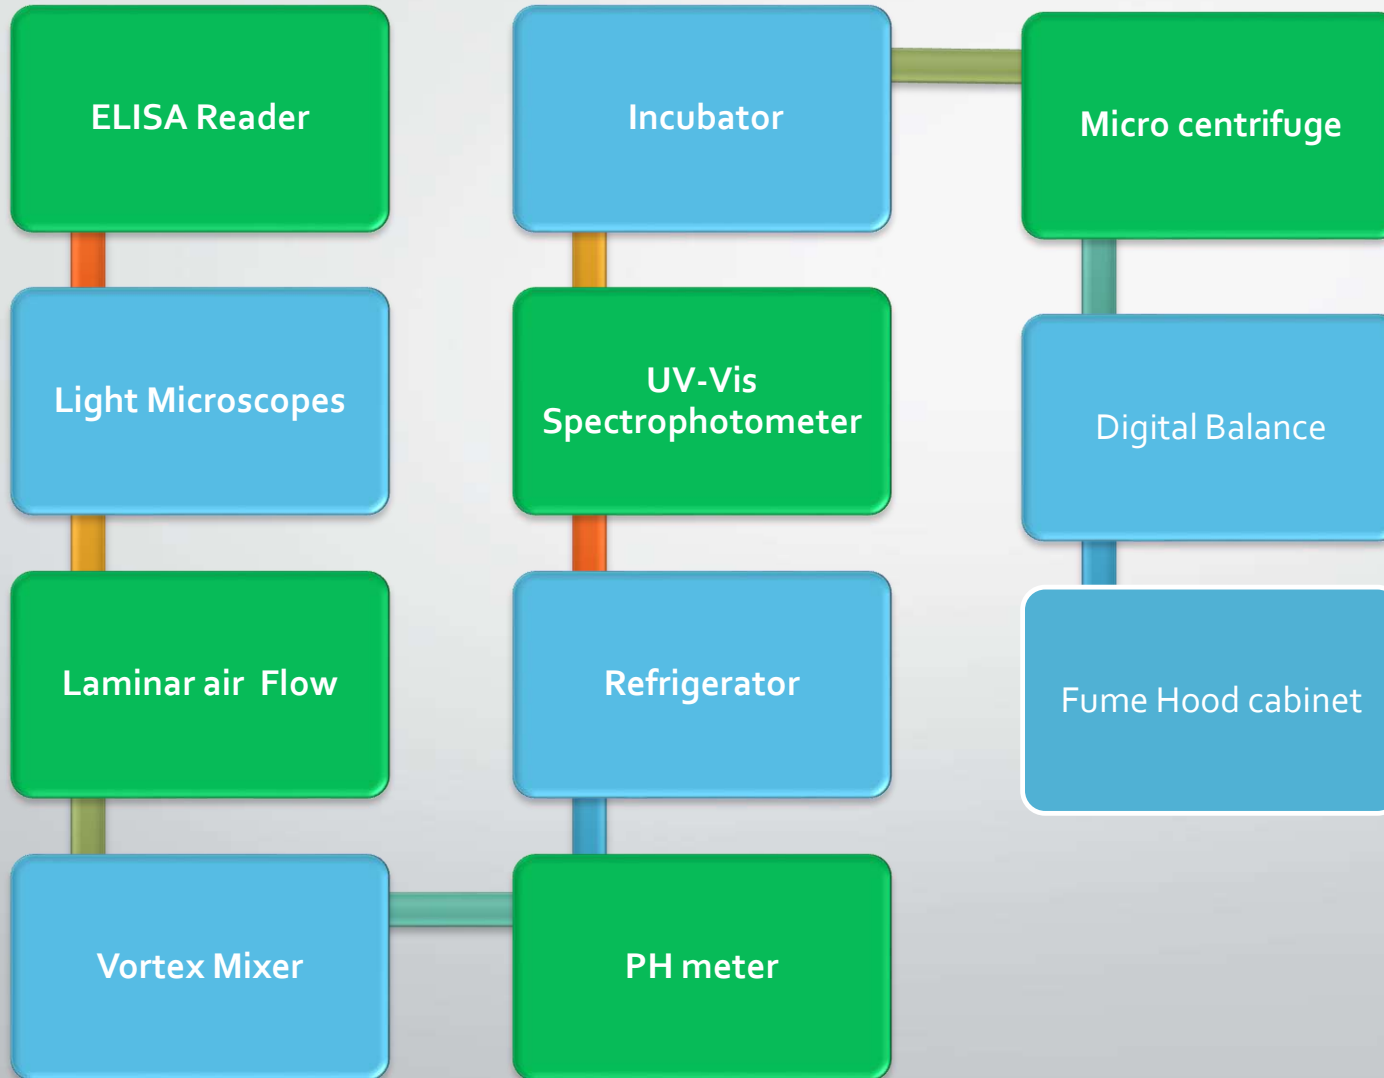 ELISA Reader
Light Microscopes
Laminar air  Flow
Vortex Mixer
PH meter
Refrigerator
UV-Vis
Spectrophotometer
Incubator
Micro centrifuge
Digital Balance
Fume Hood cabinet